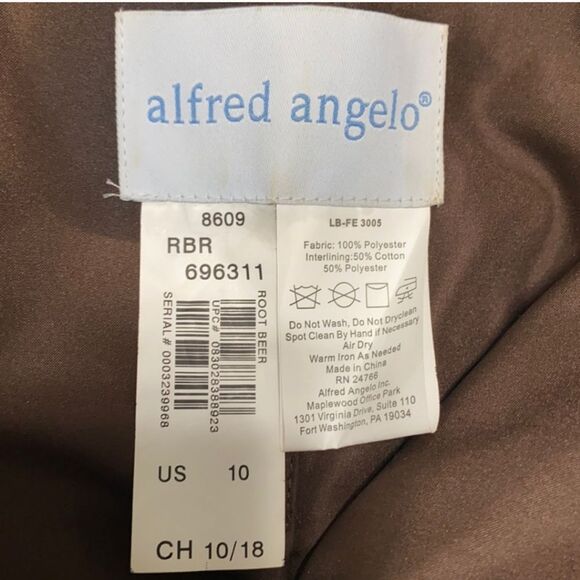 alfred angelo®
8609
RBR
696311
ROOT BEER
UPC# 083028388923
SERIAL# 0003239968
US 10
CH 10/18
LB-FE 3005
Fabric: 100% Polyester
Interlining:50% Cotton
50% Polyester
Do Not Wash, Do Not Dryclean
Spot Clean By Hand if Necessary
Air Dry
Warm Iron As Needed
Made in China
RN 24766
Alfred Angelo Inc.
Maplewood Office Park
1301 Virginia Drive, Suite 110
Fort Washington, PA 19034